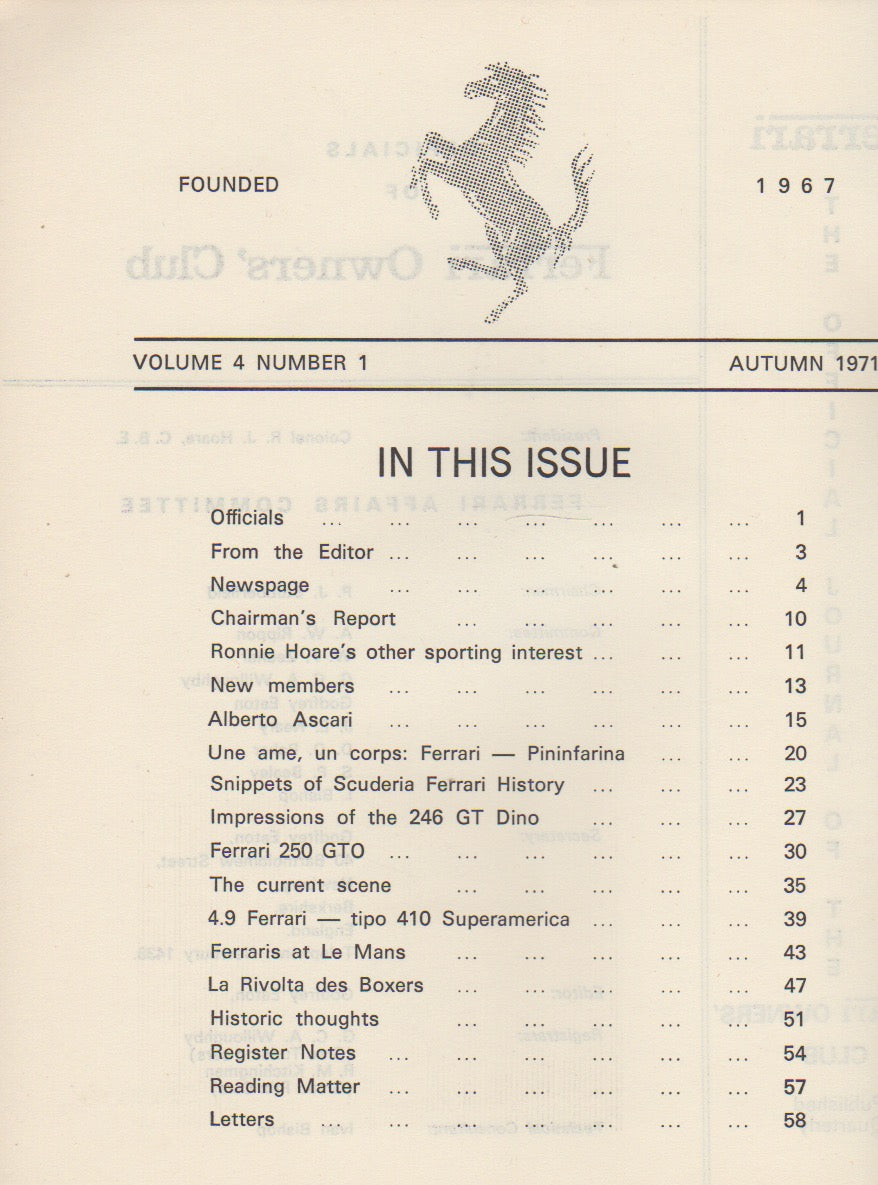 FOUNDED 1967
VOLUME 4 NUMBER 1 AUTUMN 1971
IN THIS ISSUE
Officials ... ... ... ... ... ... ... 1
From the Editor ... ... ... ... ... ... 3
Newspage ... ... ... ... ... ... 4
Chairman's Report ... ... ... ... ... 10
Ronnie Hoare's other sporting interest ... ... ... 11
New members ... ... ... ... ... ... 13
Alberto Ascari ... ... ... ... ... ... 15
Une ame, un corps: Ferrari — Pininfarina ... ... 20
Snippets of Scuderia Ferrari History ... ... ... 23
Impressions of the 246 GT Dino ... ... ... 27
Ferrari 250 GTO ... ... ... ... ... ... 30
The current scene ... ... ... ... ... 35
4.9 Ferrari — tipo 410 Superamerica ... ... ... 39
Ferraris at Le Mans ... ... ... ... ... 43
La Rivolta des Boxers ... ... ... ... ... 47
Historic thoughts ... ... ... ... ... 51
Register Notes ... ... ... ... ... ... 54
Reading Matter ... ... ... ... ... ... 57
Letters ... ... ... ... ... ... ... 58